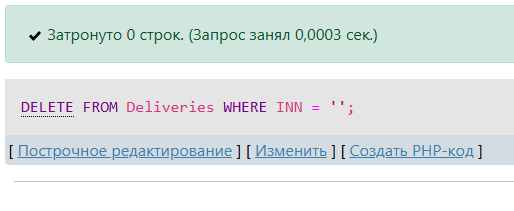 Затронуто 0 строк. (Запрос занял 0,0003 сек.)
DELETE FROM Deliveries WHERE INN = '';
[ Построчное редактирование ] [ Изменить ] [ Создать PHP-код ]